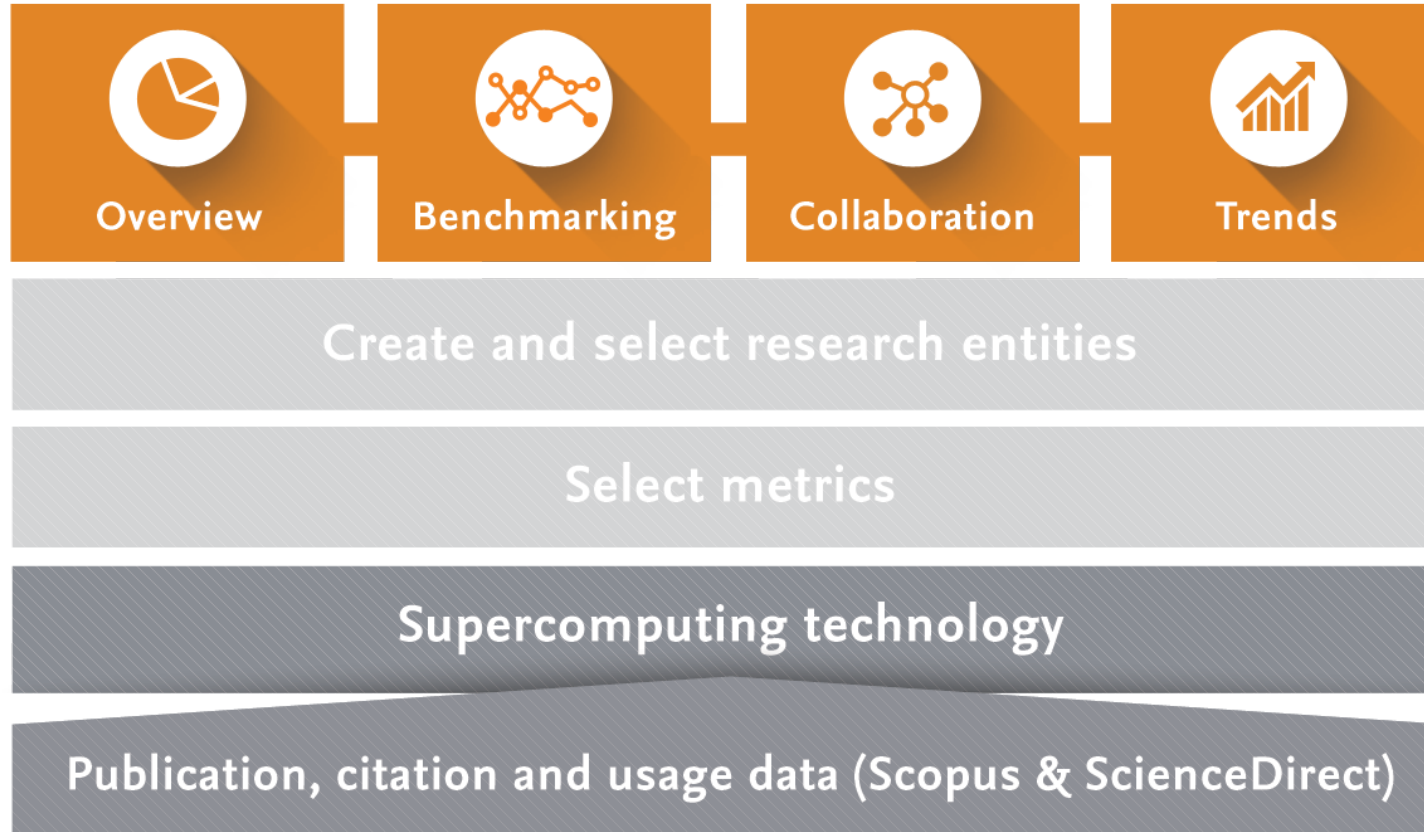 Overview
Benchmarking
Collaboration
Trends
Create and select research entities
Select metrics
Supercomputing technology
Publication, citation and usage data (Scopus & ScienceDirect)